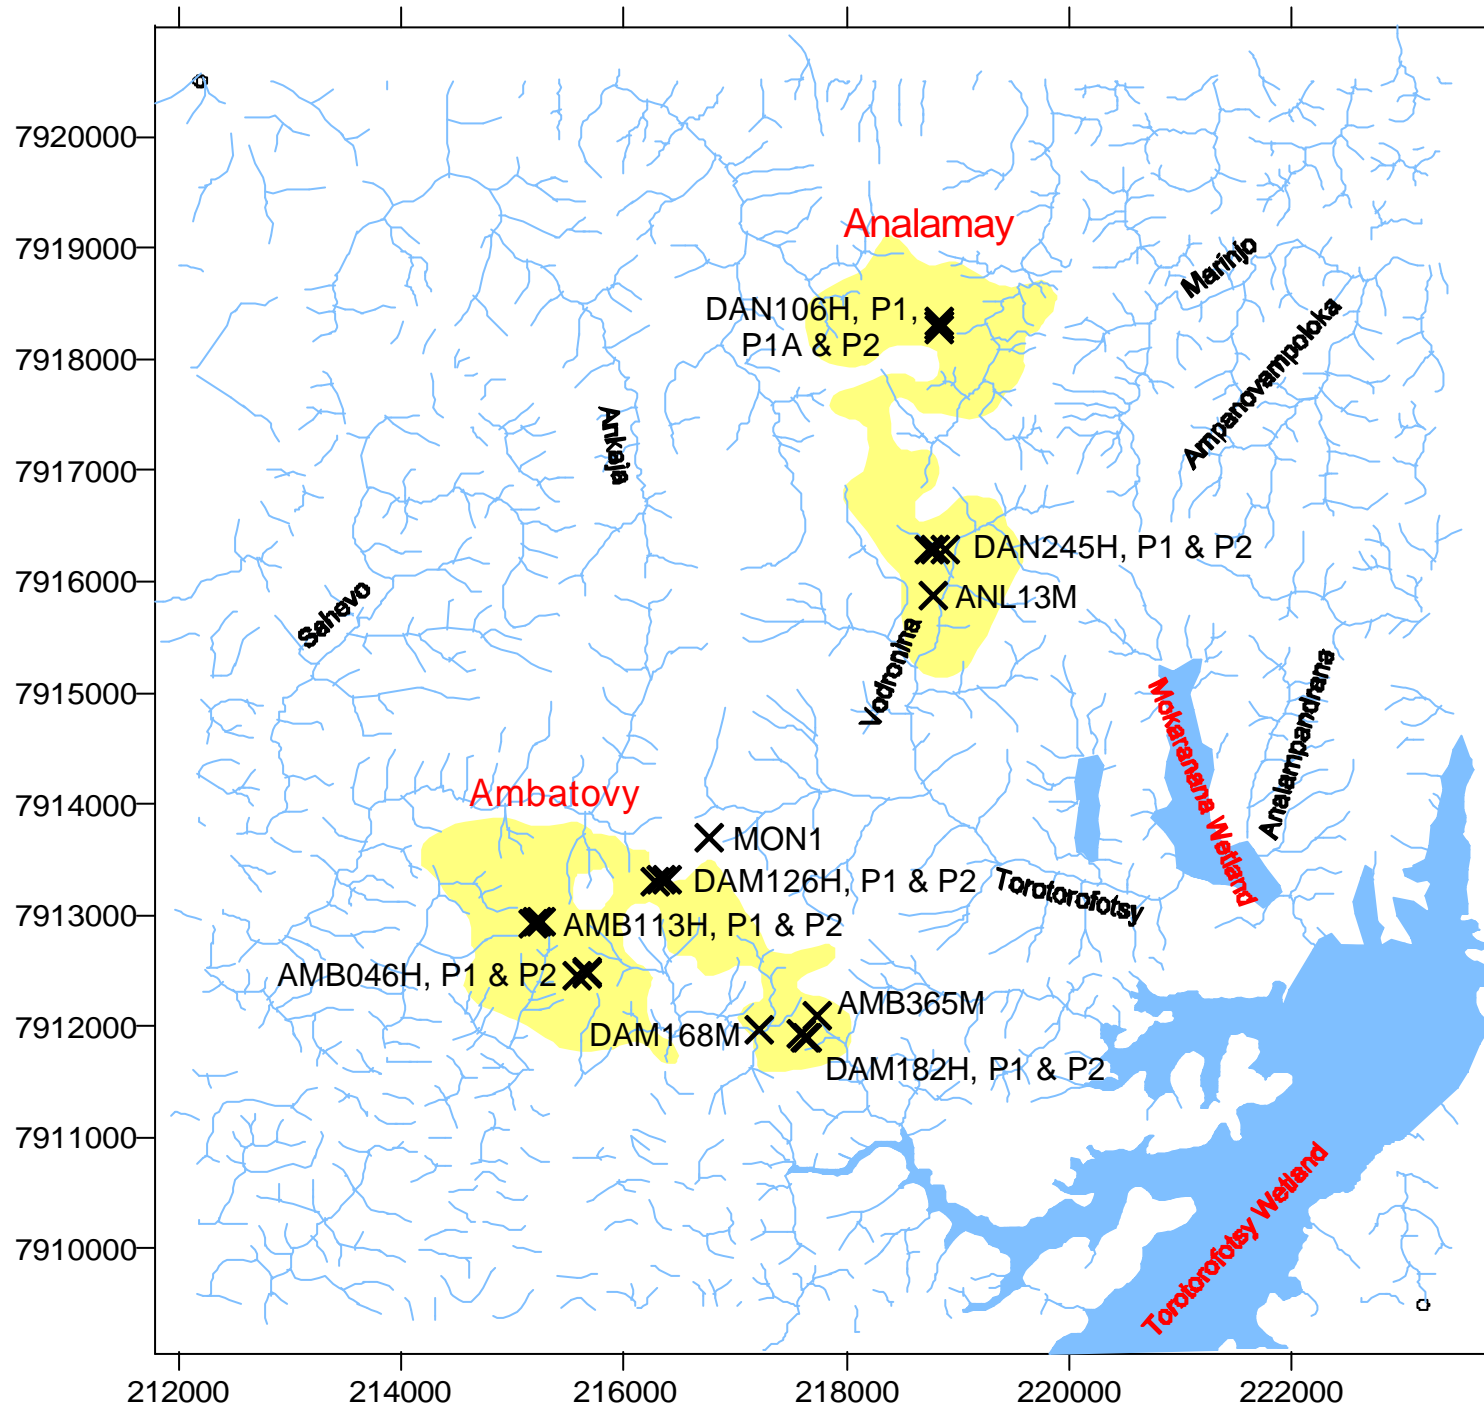 7920000
Analamay
7919000
Marinjo
DAN106H, P1,
P1A & P2
7918000
Ampanovampoloka
Ankaja
7917000
DAN245H, P1 & P2
7916000
ANL13M
Sahevo
Vodronina
7915000
Mokaranana Wetland
Analampandrana
7914000
Ambatovy
MON1
DAM126H, P1 & P2
Torotorofotsy
7913000
AMB113H, P1 & P2
AMB046H, P1 & P2
AMB365M
7912000
DAM168M
DAM182H, P1 & P2
7911000
Torotorofotsy Wetland
7910000
212000 214000 216000 218000 220000 222000